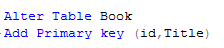 Alter Table Book
Add Primary key (id,Title)